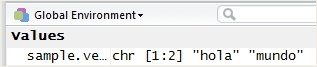 Global Environment
values
sample.ve… chr [1:2] "hola" "mundo"